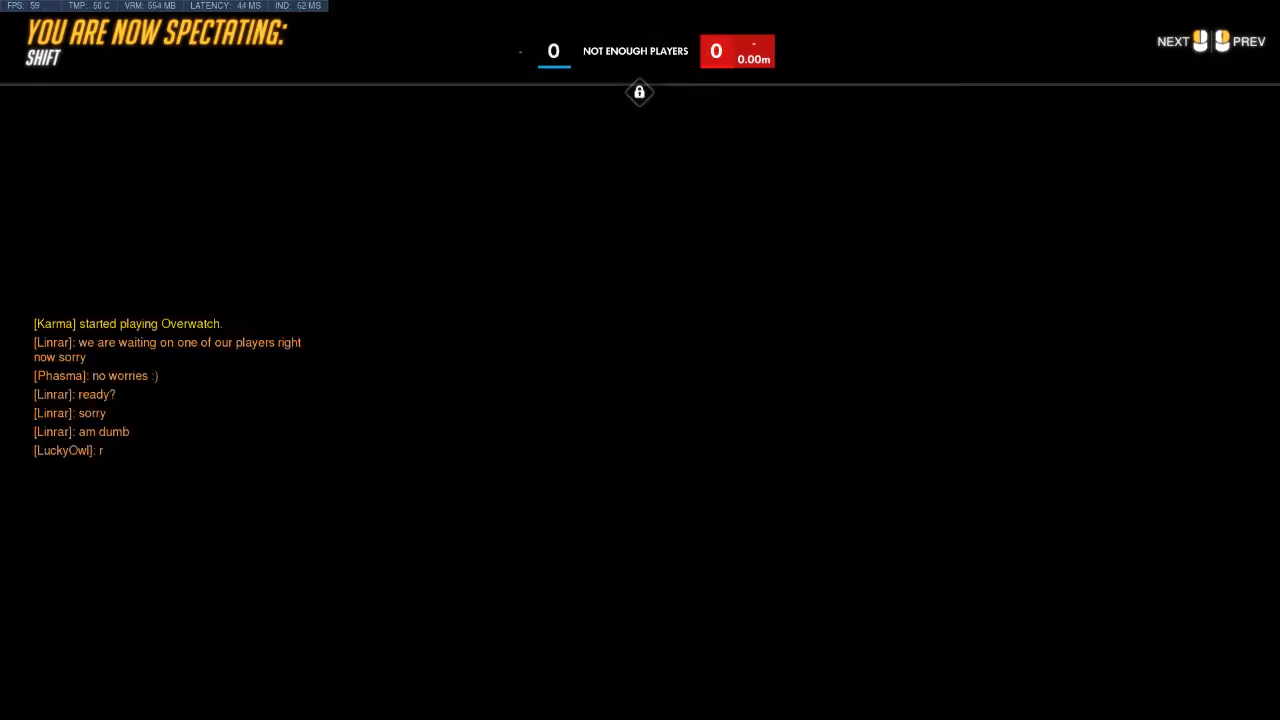 FPS: 59 TMP: 50 C VRM: 554 MB LATENCY: 44 MS IND: 62 MS
YOU ARE NOW SPECTATING:
SHIFT
- 0 NOT ENOUGH PLAYERS 0 -
0.00m
NEXT PREV
[Karma] started playing Overwatch.
[Linrar]: we are waiting on one of our players right
now sorry
[Phasma]: no worries :)
[Linrar]: ready?
[Linrar]: sorry
[Linrar]: am dumb
[LuckyOwl]: r